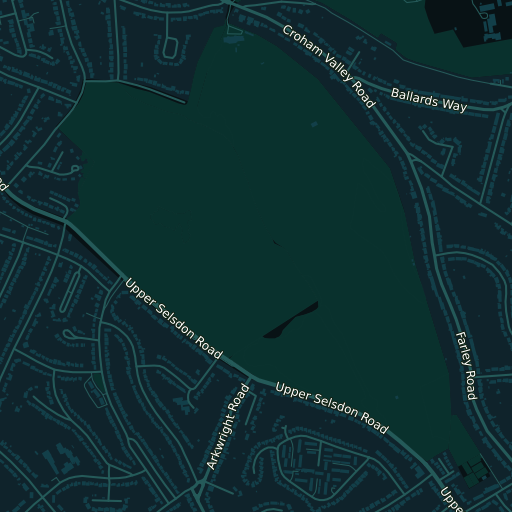 Croham Valley Road
Ballards Way
Upper Selsdon Road
Farley Road
Upper Selsdon Road
Arkwright Road